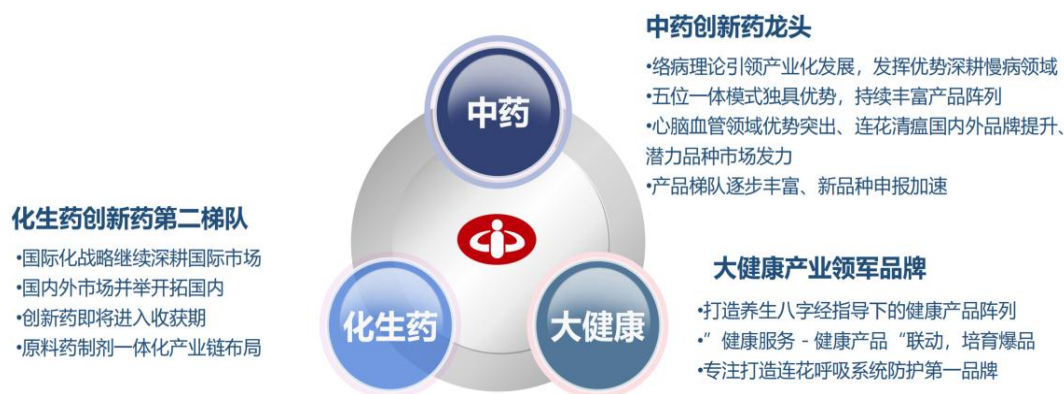 中药创新药龙头
•络病理论引领产业化发展，发挥优势深耕慢病领域
•五位一体模式独具优势，持续丰富产品阵列
•心脑血管领域优势突出、连花清瘟国内外品牌提升、
潜力品种市场发力
•产品梯队逐步丰富、新品种申报加速
中药
化生药创新药第二梯队
•国际化战略继续深耕国际市场
•国内外市场并举开拓国内
•创新药即将进入收获期
•原料药制剂一体化产业链布局
化生药
大健康
大健康产业领军品牌
•打造养生八字经指导下的健康产品阵列
•”健康服务 - 健康产品“联动，培育爆品
•专注打造连花呼吸系统防护第一品牌